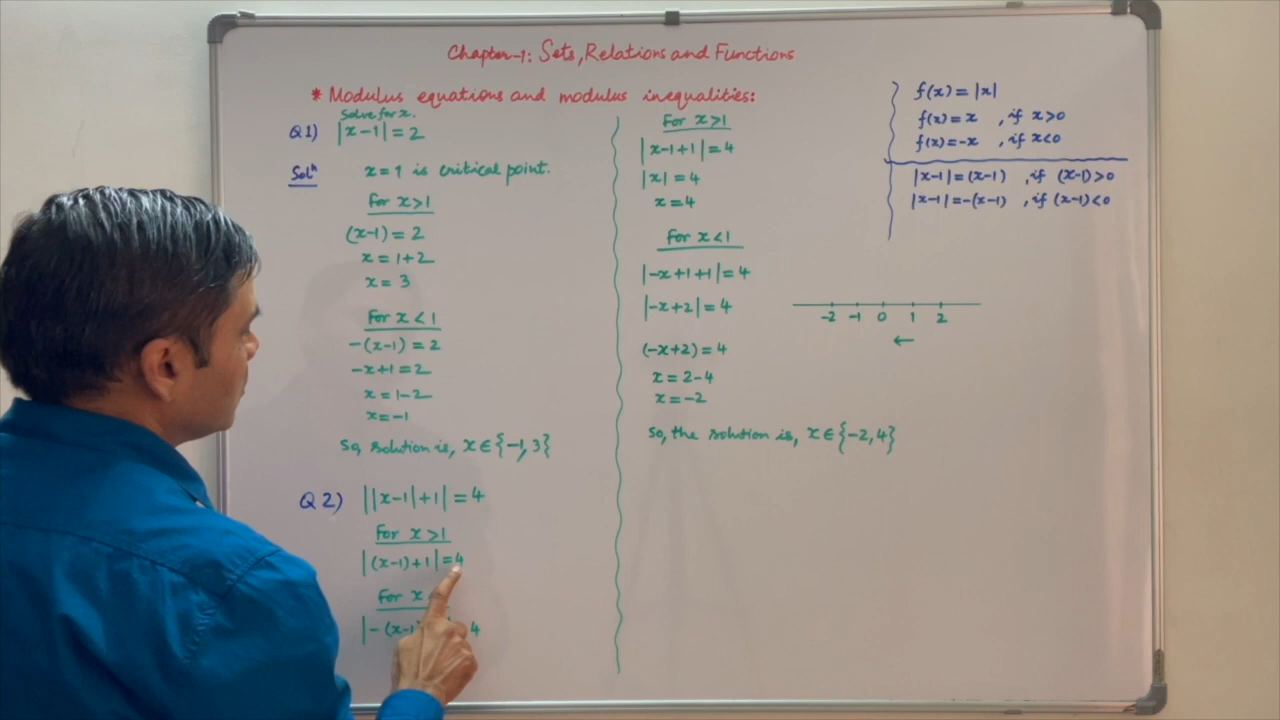 Chapter-1: Sets, Relations and Functions
* Modulus equations and modulus inequalities:
Solve for x.
Q1) |x-1| = 2
Solⁿ x = 1 is critical point.
For x>1
(x-1) = 2
x = 1+2
x = 3
For x < 1
-(x-1) = 2
-x+1 = 2
x = 1-2
x = -1
So, solution is, x∈{-1, 3}
Q2) ||x-1|+1| = 4
For x>1
|(x-1)+1| = 4
For x
|-(x-1 4
For x>1
|x-1+1| = 4
|x| = 4
x = 4
For x<1
|-x+1+1| = 4
|-x+2| = 4
(-x+2) = 4
x = 2-4
x = -2
So, the solution is, x∈{-2, 4}
f(x) = |x|
f(x) = x , if x>0
f(x) = -x , if x<0
|x-1| = (x-1) , if (x-1)>0
|x-1| = -(x-1) , if (x-1)<0
-2 -1 0 1 2
←